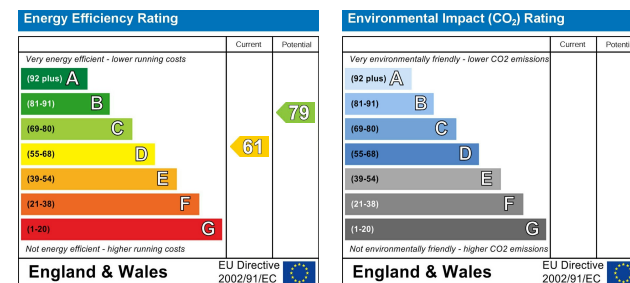 Energy Efficiency Rating
Current Potential
Very energy efficient - lower running costs
(92 plus) A
(81-91) B
(69-80) C
(55-68) D
(39-54) E
(21-38) F
(1-20) G
61
79
Not energy efficient - higher running costs
England & Wales
EU Directive
2002/91/EC
Environmental Impact (CO₂) Rating
Current Potential
Very environmentally friendly - lower CO2 emissions
(92 plus) A
(81-91) B
(69-80) C
(55-68) D
(39-54) E
(21-38) F
(1-20) G
Not environmentally friendly - higher CO2 emissions
England & Wales
EU Directive
2002/91/EC